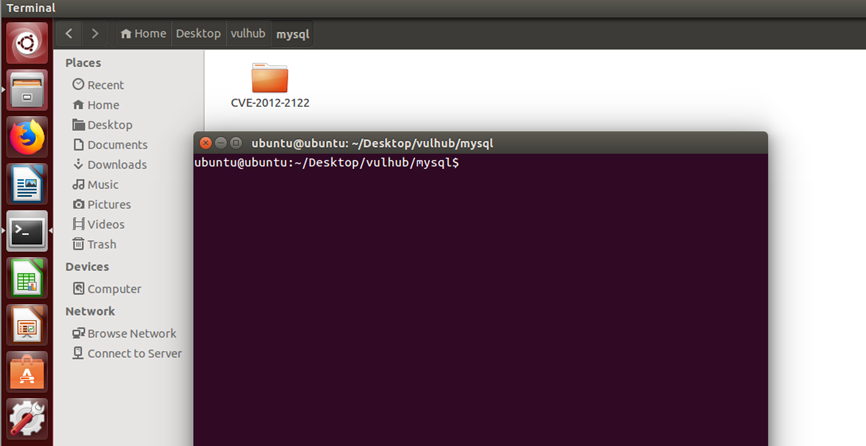 Terminal
Home Desktop vulhub mysql
Places
Recent
Home
Desktop
Documents
Downloads
Music
Pictures
Videos
Trash
Devices
Computer
Network
Browse Network
Connect to Server
CVE-2012-2122
ubuntu@ubuntu: ~/Desktop/vulhub/mysql
ubuntu@ubuntu:~/Desktop/vulhub/mysql$